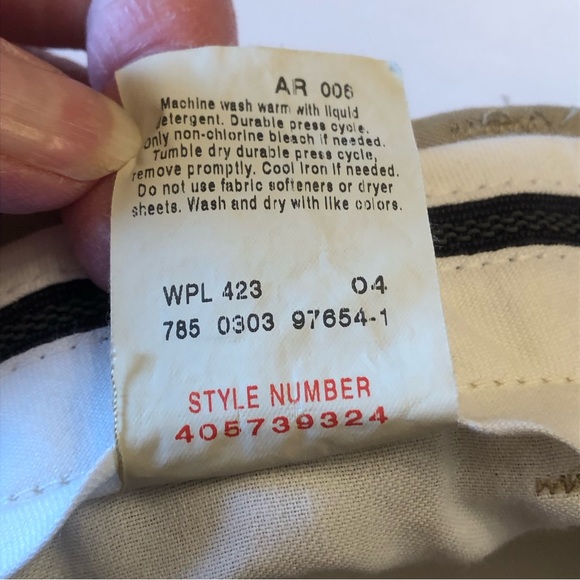 AR 006
Machine wash warm with liquid
detergent. Durable press cycle.
Only non-chlorine bleach if needed.
Tumble dry durable press cycle,
remove promptly. Cool iron if needed.
Do not use fabric softeners or dryer
sheets. Wash and dry with like colors.
WPL 423 04
785 0303 97654-1
STYLE NUMBER
405739324